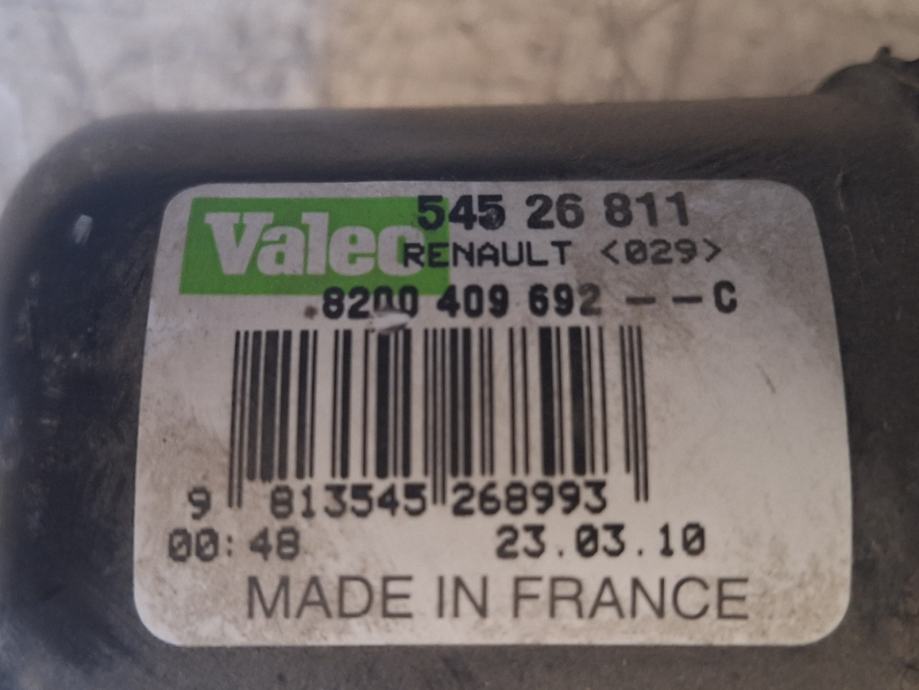 Valeo 545 26 811
RENAULT <029>
8200 409 692 --C
9 813545 268993
00:48 23.03.10
MADE IN FRANCE